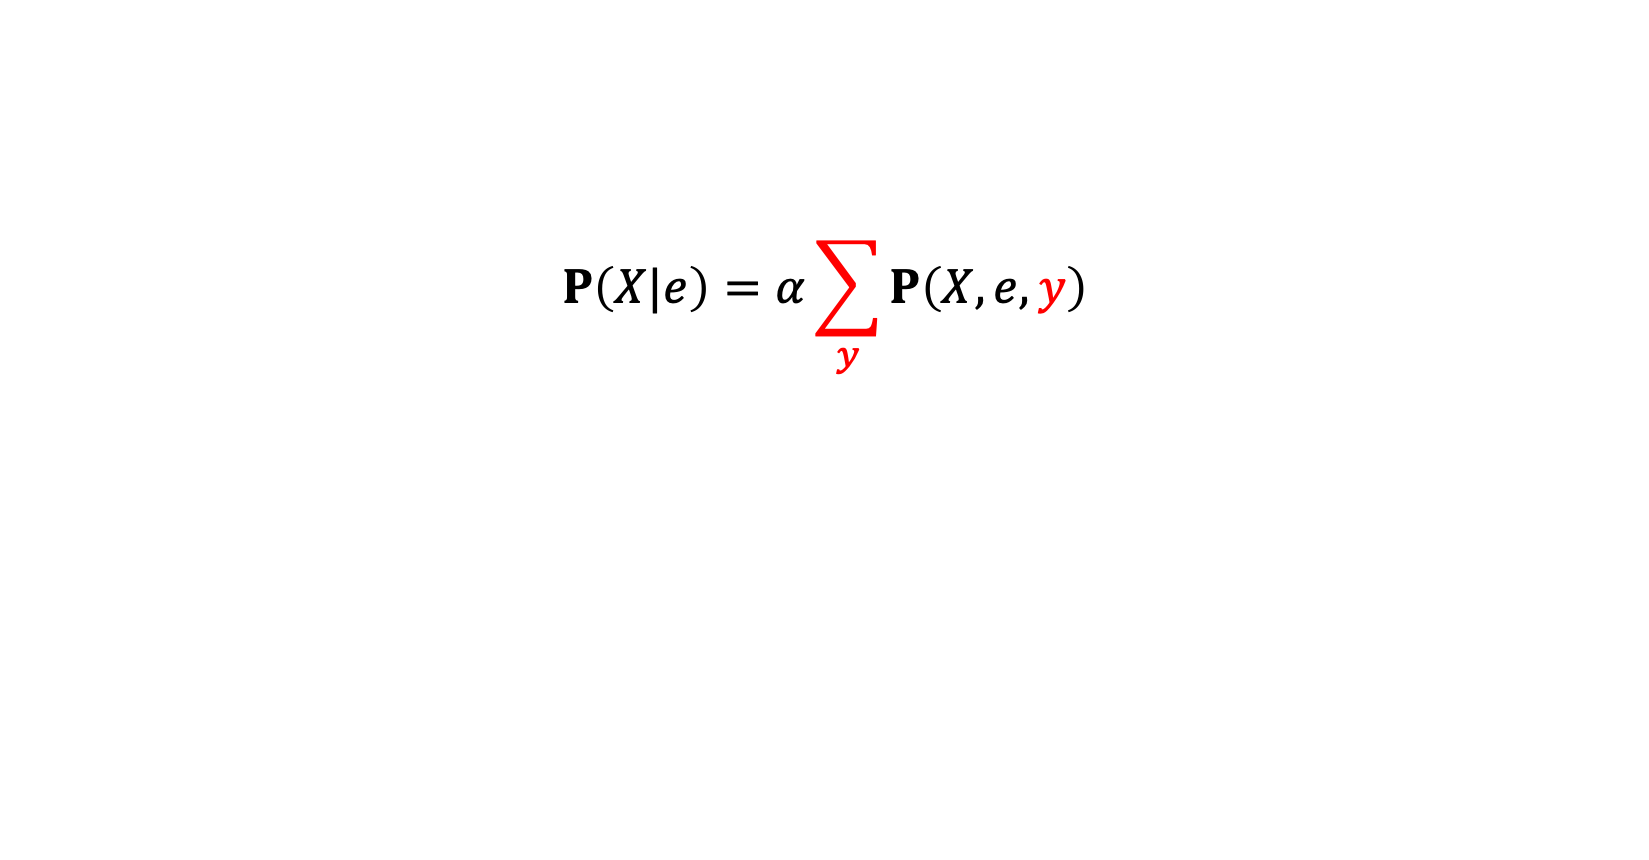 𝐏(𝑋|𝑒) = 𝛼 ∑ 𝐏(𝑋, 𝑒, 𝑦)
𝑦